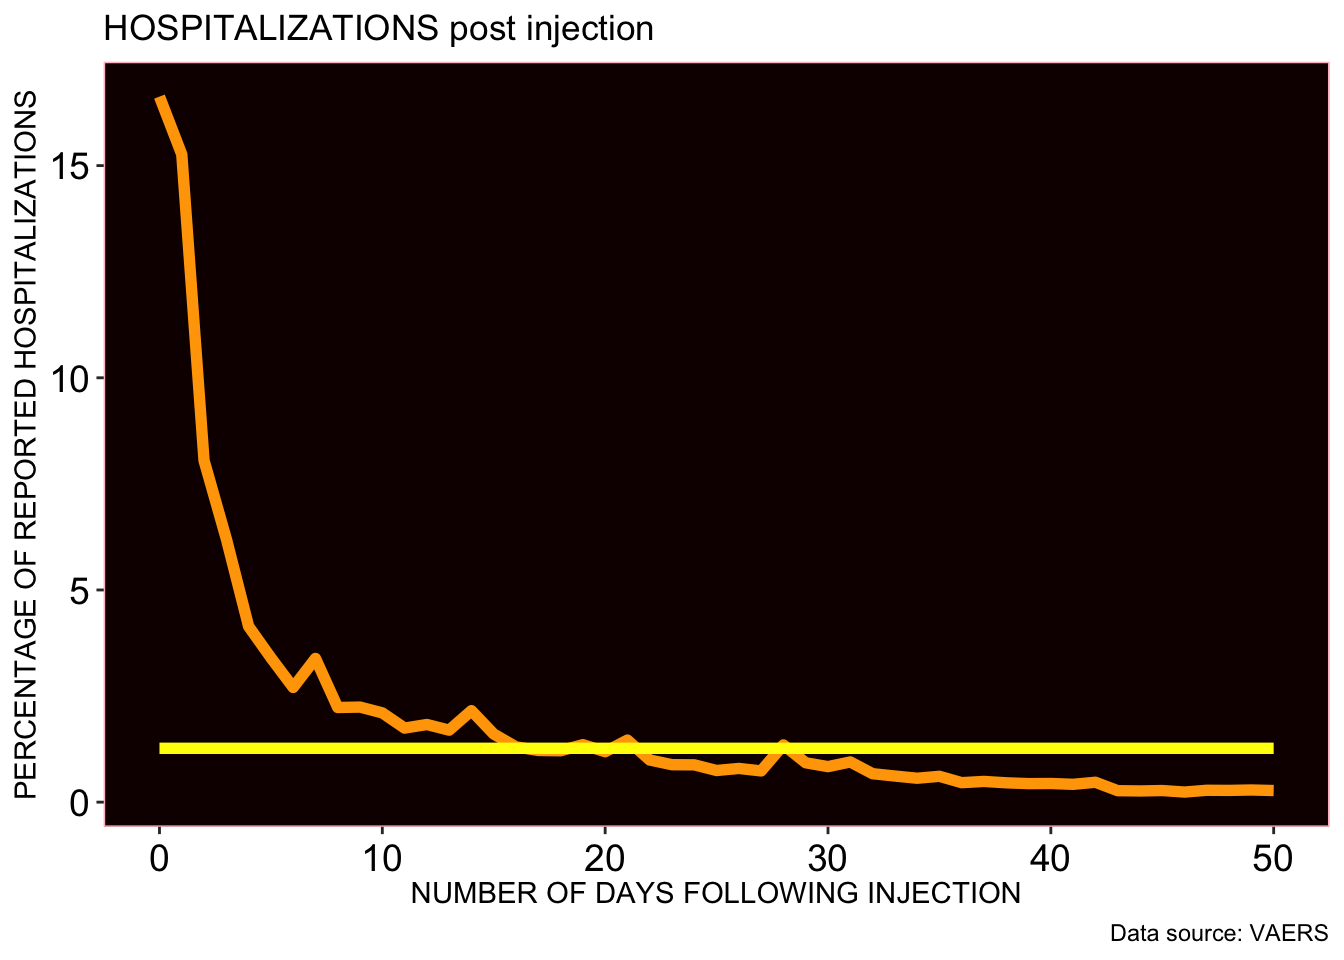 HOSPITALIZATIONS post injection
PERCENTAGE OF REPORTED HOSPITALIZATIONS
15
10
5
0
0 10 20 30 40 50
NUMBER OF DAYS FOLLOWING INJECTION
Data source: VAERS